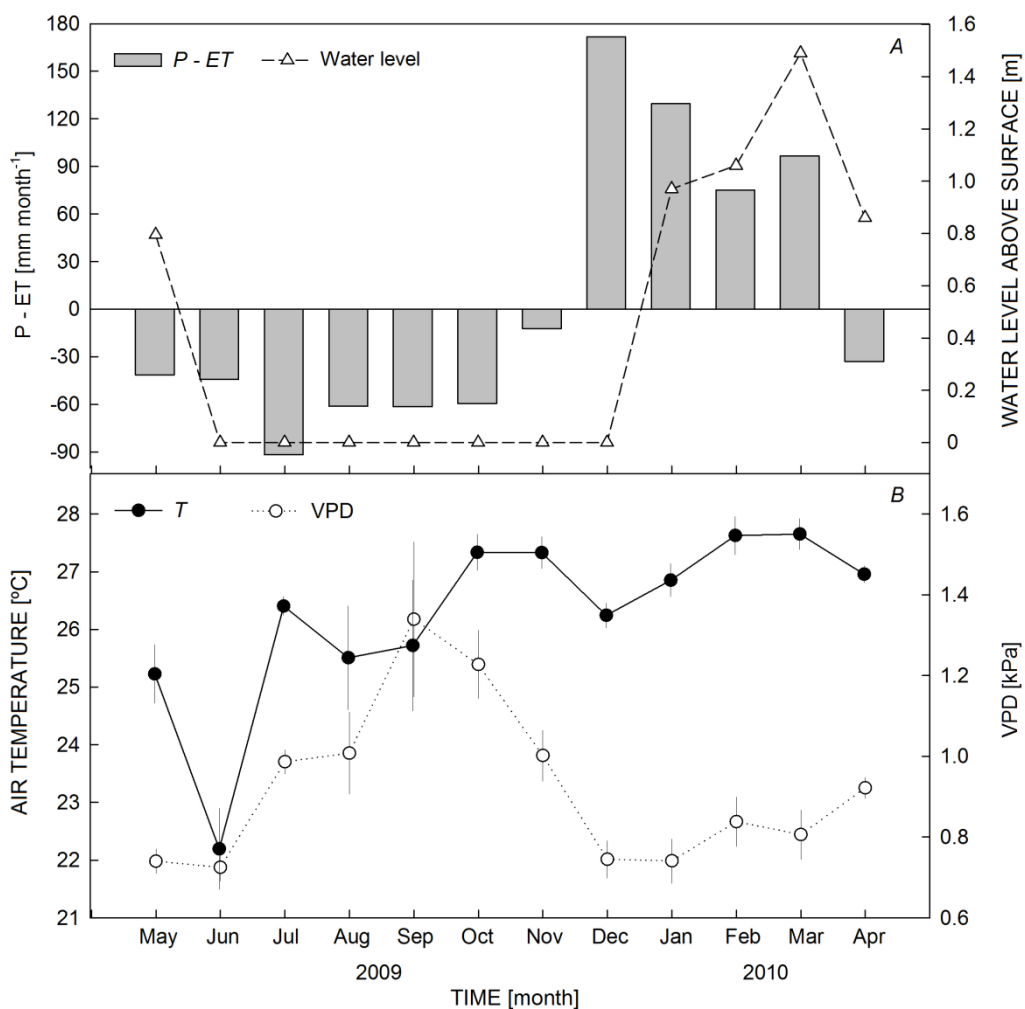 P - ET
Water level
A
180
150
120
90
60
30
0
-30
-60
-90
P - ET [mm month-1]
1.6
1.4
1.2
1.0
0.8
0.6
0.4
0.2
0
WATER LEVEL ABOVE SURFACE [m]
T
VPD
B
28
27
26
25
24
23
22
21
AIR TEMPERATURE [ºC]
1.6
1.4
1.2
1.0
0.8
0.6
VPD [kPa]
May Jun Jul Aug Sep Oct Nov Dec Jan Feb Mar Apr
2009 2010
TIME [month]